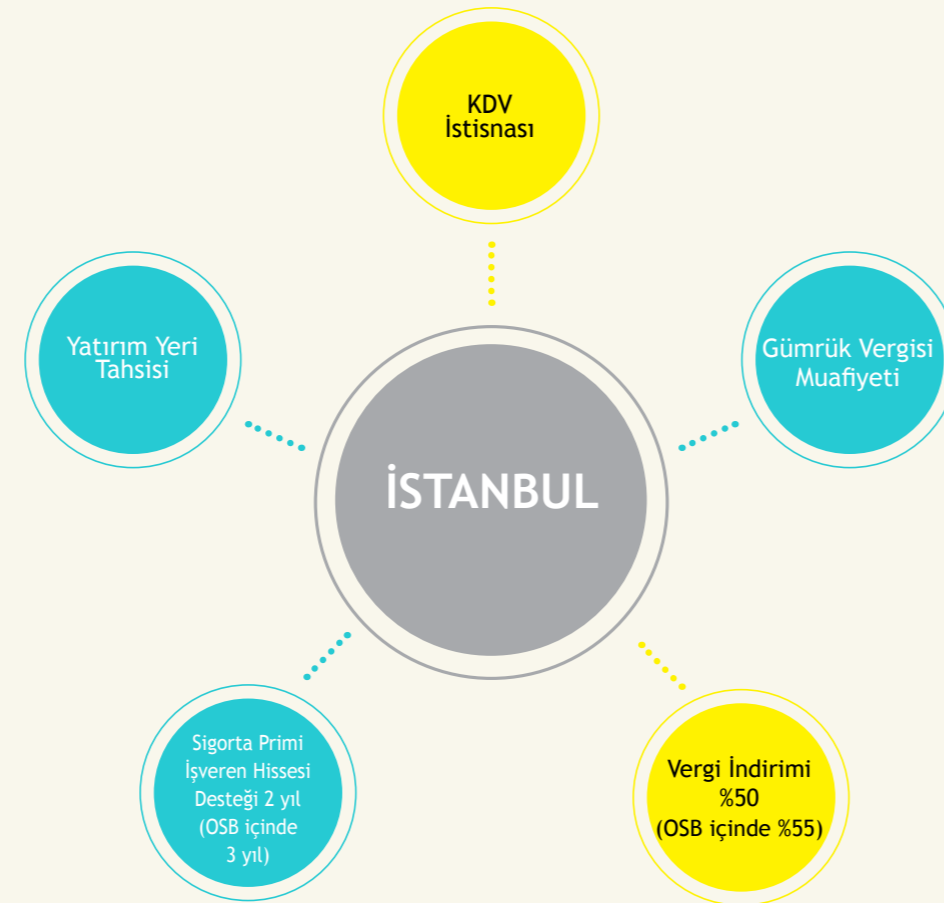 KDV
İstisnası
Yatırım Yeri
Tahsisi
Gümrük Vergisi
Muafiyeti
İSTANBUL
Sigorta Primi
İşveren Hissesi
Desteği 2 yıl
(OSB içinde
3 yıl)
Vergi İndirimi
%50
(OSB içinde %55)